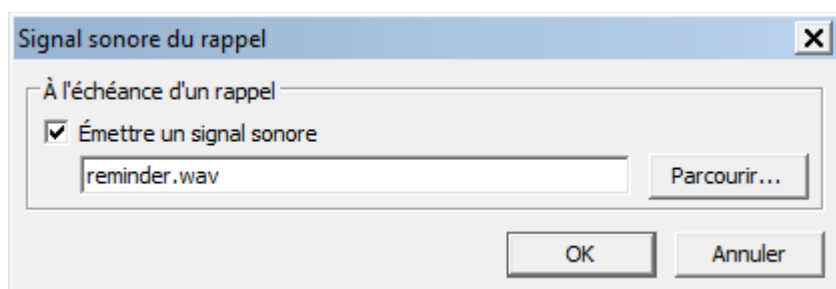 Signal sonore du rappel
À l'échéance d'un rappel
Émettre un signal sonore
reminder.wav
Parcourir...
OK
Annuler